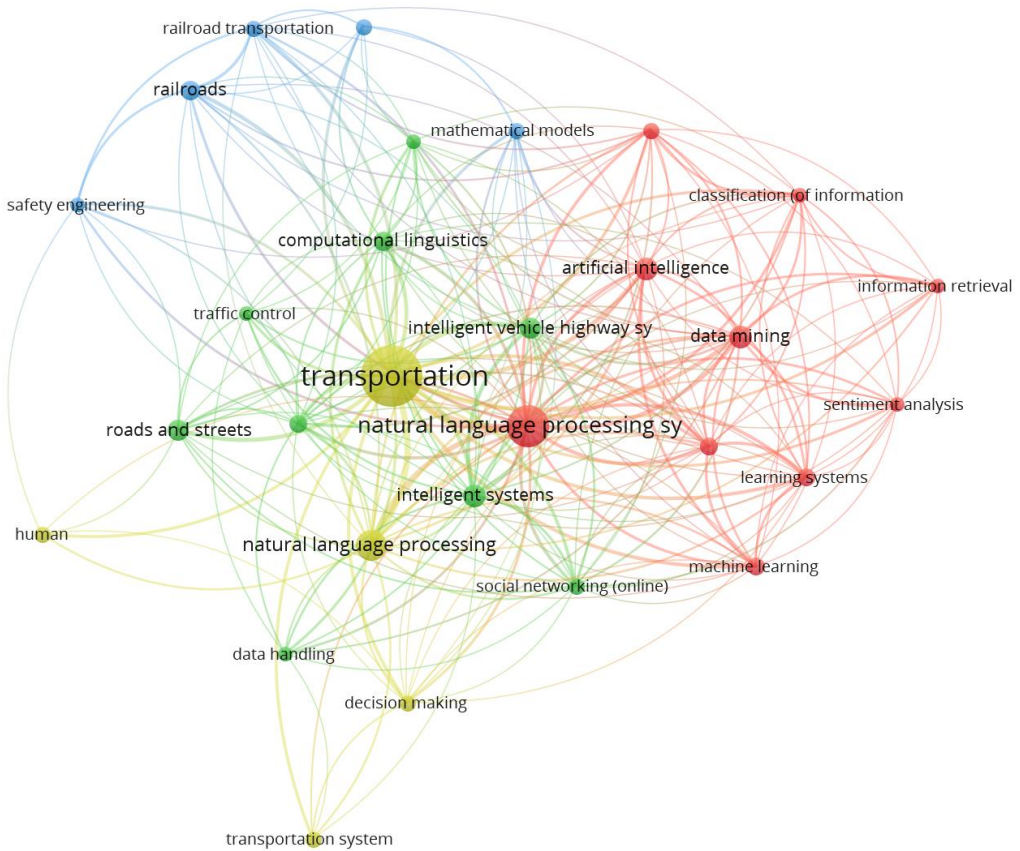 railroad transportation
railroads
mathematical models
classification (of information
safety engineering
computational linguistics
artificial intelligence
information retrieval
traffic control
intelligent vehicle highway sy
data mining
transportation
sentiment analysis
natural language processing sy
roads and streets
learning systems
intelligent systems
human
natural language processing
machine learning
social networking (online)
data handling
decision making
transportation system